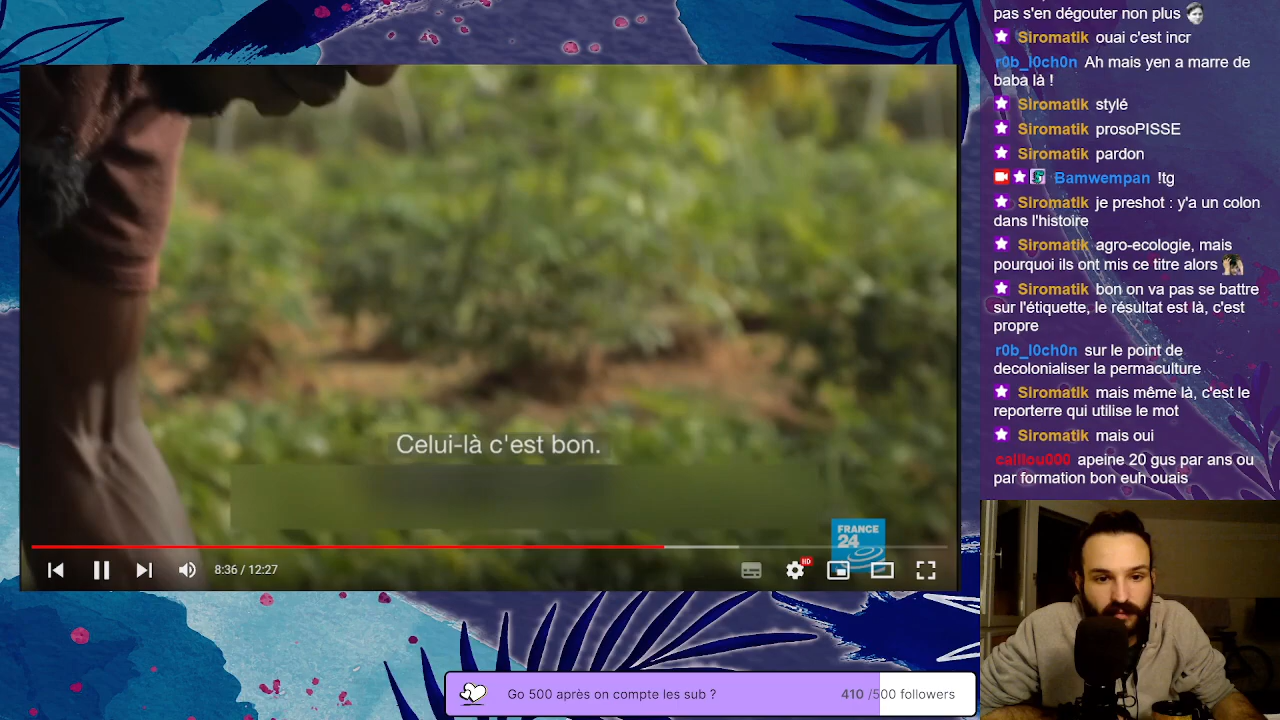 pas s'en dégouter non plus
Siromatik ouai c'est incr
r0b_l0ch0n Ah mais yen a marre de
baba là !
Siromatik stylé
Siromatik prosoPISSE
Siromatik pardon
Bamwempan !tg
Siromatik je preshot : y'a un colon
dans l'histoire
Siromatik agro-ecologie, mais
pourquoi ils ont mis ce titre alors
Siromatik bon on va pas se battre
sur l'étiquette, le résultat est là, c'est
propre
r0b_l0ch0n sur le point de
decolonialiser la permaculture
Siromatik mais même là, c'est le
reporterre qui utilise le mot
Siromatik mais oui
caillou000 apeine 20 gus par ans ou
par formation bon euh ouais
Celui-là c'est bon.
FRANCE
24
8:36 / 12:27
HD
Go 500 après on compte les sub ?
410 /500 followers